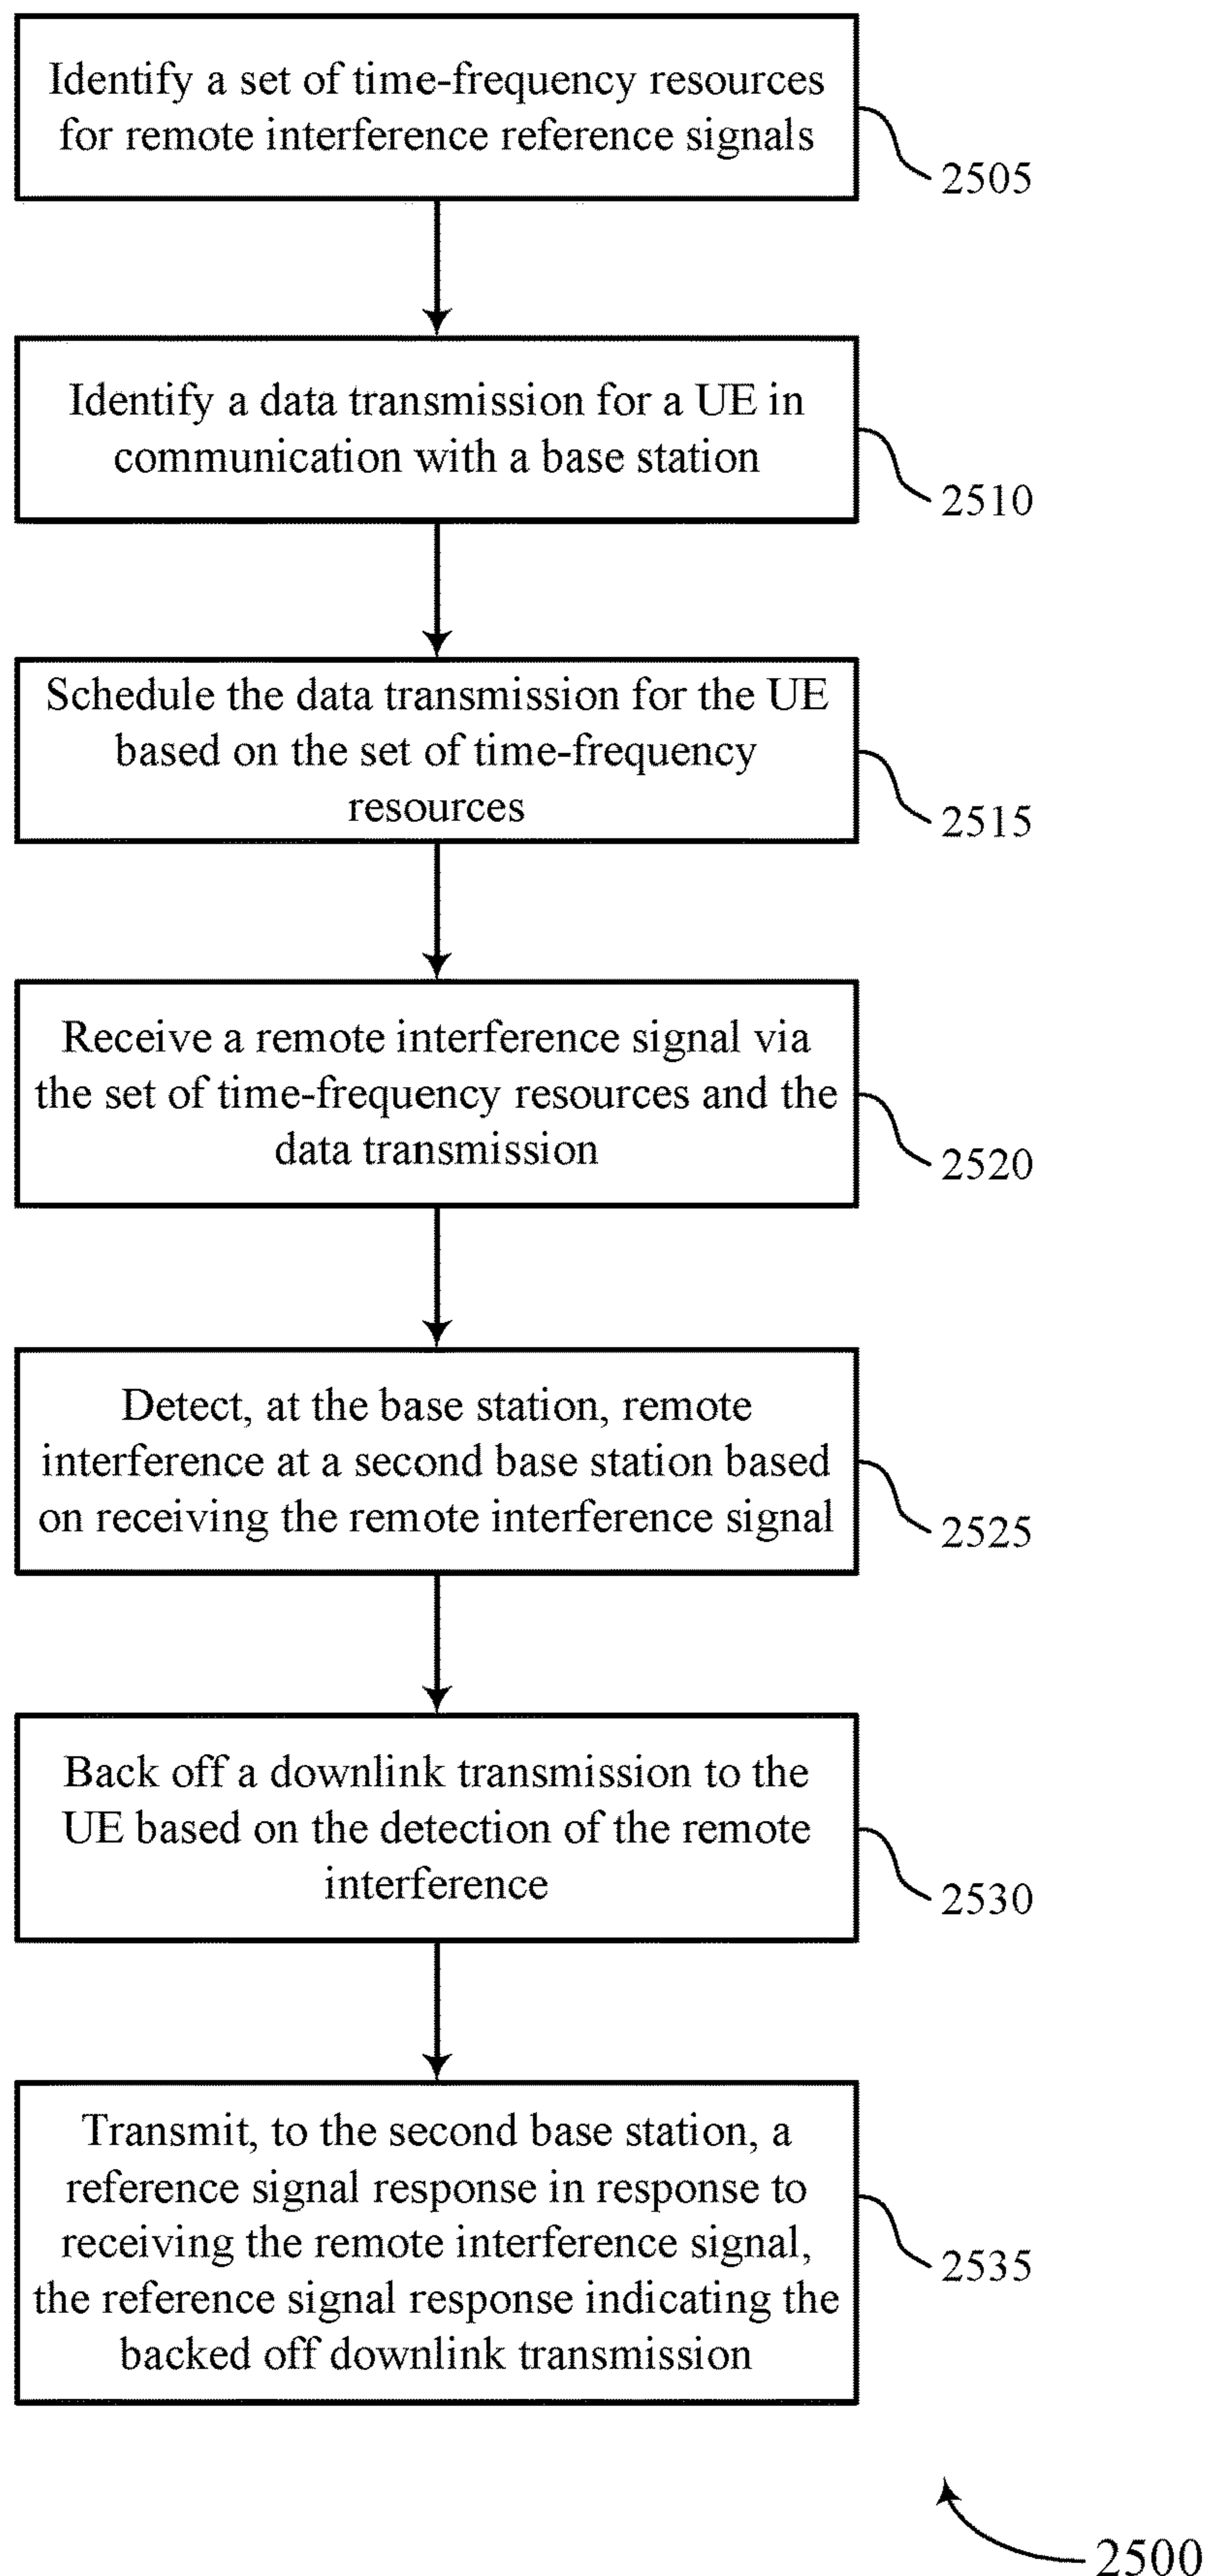 Identify a set of time-frequency resources
for remote interference reference signals
2505
Identify a data transmission for a UE in
communication with a base station
2510
Schedule the data transmission for the UE
based on the set of time-frequency
resources
2515
Receive a remote interference signal via
the set of time-frequency resources and the
data transmission
2520
Detect, at the base station, remote
interference at a second base station based
on receiving the remote interference signal
2525
Back off a downlink transmission to the
UE based on the detection of the remote
interference
2530
Transmit, to the second base station, a
reference signal response in response to
receiving the remote interference signal,
the reference signal response indicating the
backed off downlink transmission
2535
2500